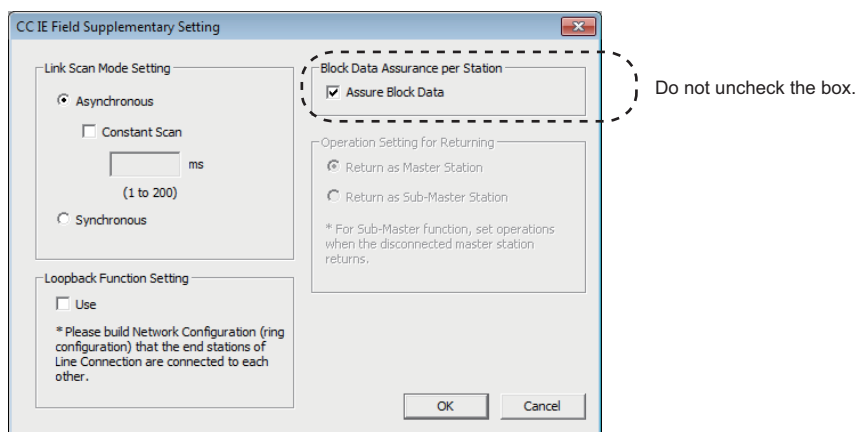 CC IE Field Supplementary Setting
Link Scan Mode Setting
Asynchronous
Constant Scan
ms
(1 to 200)
Synchronous
Loopback Function Setting
Use
* Please build Network Configuration (ring
configuration) that the end stations of
Line Connection are connected to each
other.
Block Data Assurance per Station
Assure Block Data
Operation Setting for Returning
Return as Master Station
Return as Sub-Master Station
* For Sub-Master function, set operations
when the disconnected master station
returns.
OK
Cancel
Do not uncheck the box.